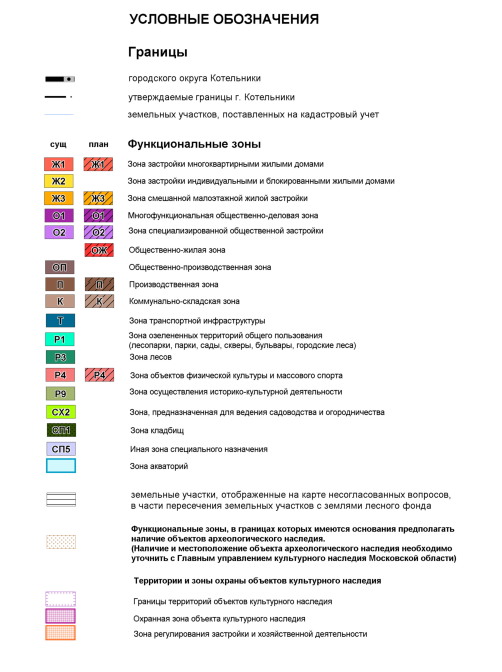 УСЛОВНЫЕ ОБОЗНАЧЕНИЯ
Границы
городского округа Котельники
утверждаемые границы г. Котельники
земельных участков, поставленных на кадастровый учет
сущ план Функциональные зоны
Ж1 Ж1 Зона застройки многоквартирными жилыми домами
Ж2 Зона застройки индивидуальными и блокированными жилыми домами
Ж3 Ж3 Зона смешанной малоэтажной жилой застройки
О1 О1 Многофункциональная общественно-деловая зона
О2 О2 Зона специализированной общественной застройки
ОЖ Общественно-жилая зона
ОП Общественно-производственная зона
П П Производственная зона
К К Коммунально-складская зона
Т Зона транспортной инфраструктуры
Р1 Зона озелененных территорий общего пользования
(лесопарки, парки, сады, скверы, бульвары, городские леса)
Р3 Зона лесов
Р4 Р4 Зона объектов физической культуры и массового спорта
Р9 Зона осуществления историко-культурной деятельности
СХ2 Зона, предназначенная для ведения садоводства и огородничества
СП1 Зона кладбищ
СП5 Иная зона специального назначения
Зона акваторий
земельные участки, отображенные на карте несогласованных вопросов,
в части пересечения земельных участков с землями лесного фонда
Функциональные зоны, в границах которых имеются основания предполагать
наличие объектов археологического наследия.
(Наличие и местоположение объекта археологического наследия необходимо
уточнить с Главным управлением культурного наследия Московской области)
Территории и зоны охраны объектов культурного наследия
Границы территорий объектов культурного наследия
Охранная зона объекта культурного наследия
Зона регулирования застройки и хозяйственной деятельности